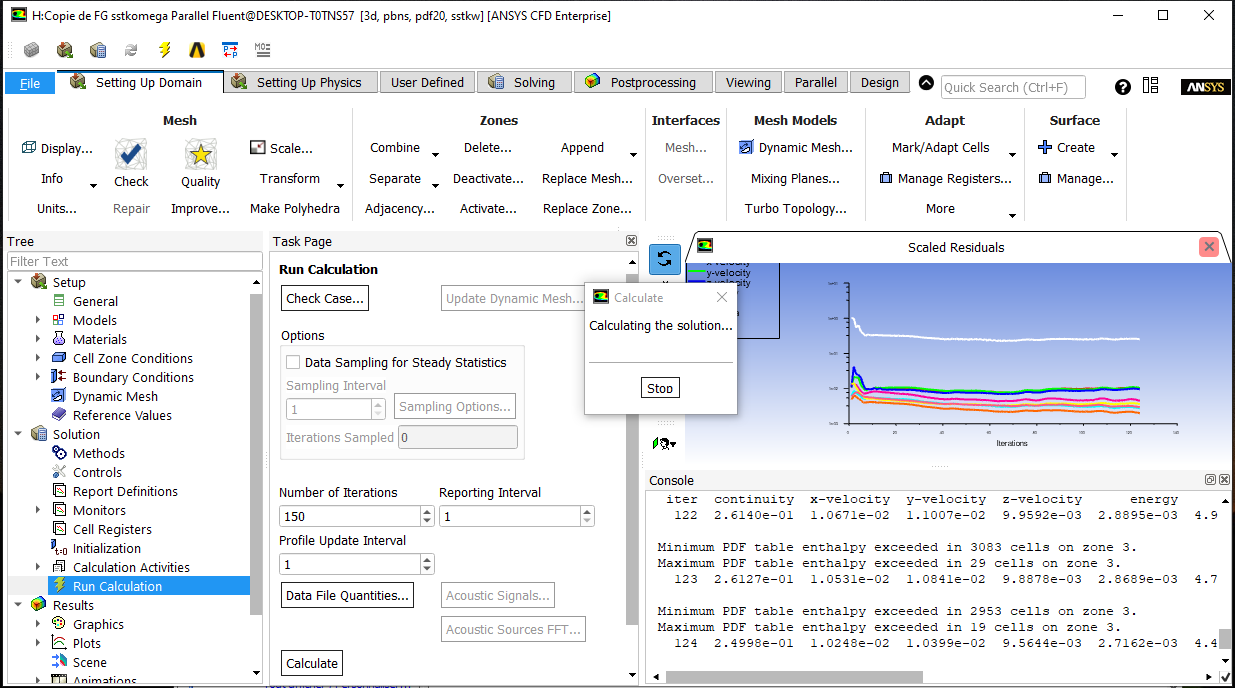 H:Copie de FG sstkomega Parallel Fluent@DESKTOP-T0TNS57 [3d, pbns, pdf20, sstkw] [ANSYS CFD Enterprise]
File Setting Up Domain Setting Up Physics User Defined Solving Postprocessing Viewing Parallel Design Quick Search (Ctrl+F) ANSYS
Mesh Zones Interfaces Mesh Models Adapt Surface
Display... Scale... Combine Delete... Append Mesh... Dynamic Mesh... Mark/Adapt Cells Create
Info Check Quality Transform Separate Deactivate... Replace Mesh... Overset... Mixing Planes... Manage Registers... Manage...
Units... Repair Improve... Make Polyhedra Adjacency... Activate... Replace Zone... Turbo Topology... More
Tree
Filter Text
Setup
General
Models
Materials
Cell Zone Conditions
Boundary Conditions
Dynamic Mesh
Reference Values
Solution
Methods
Controls
Report Definitions
Monitors
Cell Registers
Initialization
Calculation Activities
Run Calculation
Results
Graphics
Plots
Scene
Animations
Task Page
Run Calculation
Check Case... Update Dynamic Mesh...
Options
Data Sampling for Steady Statistics
Sampling Interval
1 Sampling Options...
Iterations Sampled 0
Number of Iterations Reporting Interval
150 1
Profile Update Interval
1
Data File Quantities... Acoustic Signals...
Acoustic Sources FFT...
Calculate
Calculate
Calculating the solution...
Stop
Scaled Residuals
x-velocity
y-velocity
z-velocity
0 20 40 60 80 100 120 140
Iterations
Console
iter continuity x-velocity y-velocity z-velocity energy
122 2.6140e-01 1.0671e-02 1.1007e-02 9.9592e-03 2.8895e-03 4.9
Minimum PDF table enthalpy exceeded in 3083 cells on zone 3.
Maximum PDF table enthalpy exceeded in 29 cells on zone 3.
123 2.6127e-01 1.0531e-02 1.0841e-02 9.8878e-03 2.8689e-03 4.7
Minimum PDF table enthalpy exceeded in 2953 cells on zone 3.
Maximum PDF table enthalpy exceeded in 19 cells on zone 3.
124 2.4998e-01 1.0248e-02 1.0399e-02 9.5644e-03 2.7162e-03 4.4